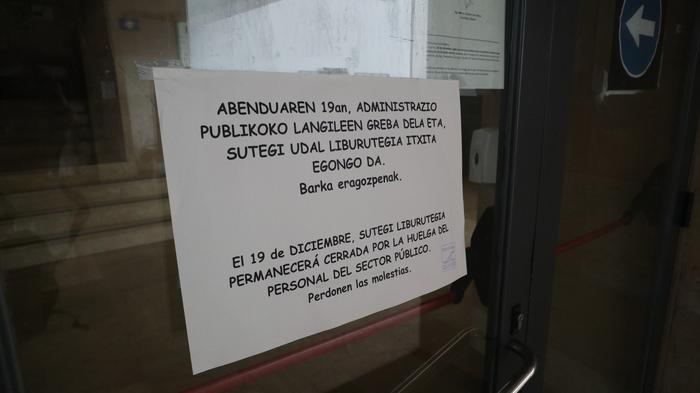 ABENDUAREN 19an, ADMINISTRAZIO
PUBLIKOKO LANGILEEN GREBA DELA ETA,
SUTEGI UDAL LIBURUTEGIA ITXITA
EGONGO DA.
Barka eragozpenak.
El 19 de DICIEMBRE, SUTEGI LIBURUTEGIA
PERMANECERÁ CERRADA POR LA HUELGA DEL
PERSONAL DEL SECTOR PÚBLICO.
Perdonen las molestias.